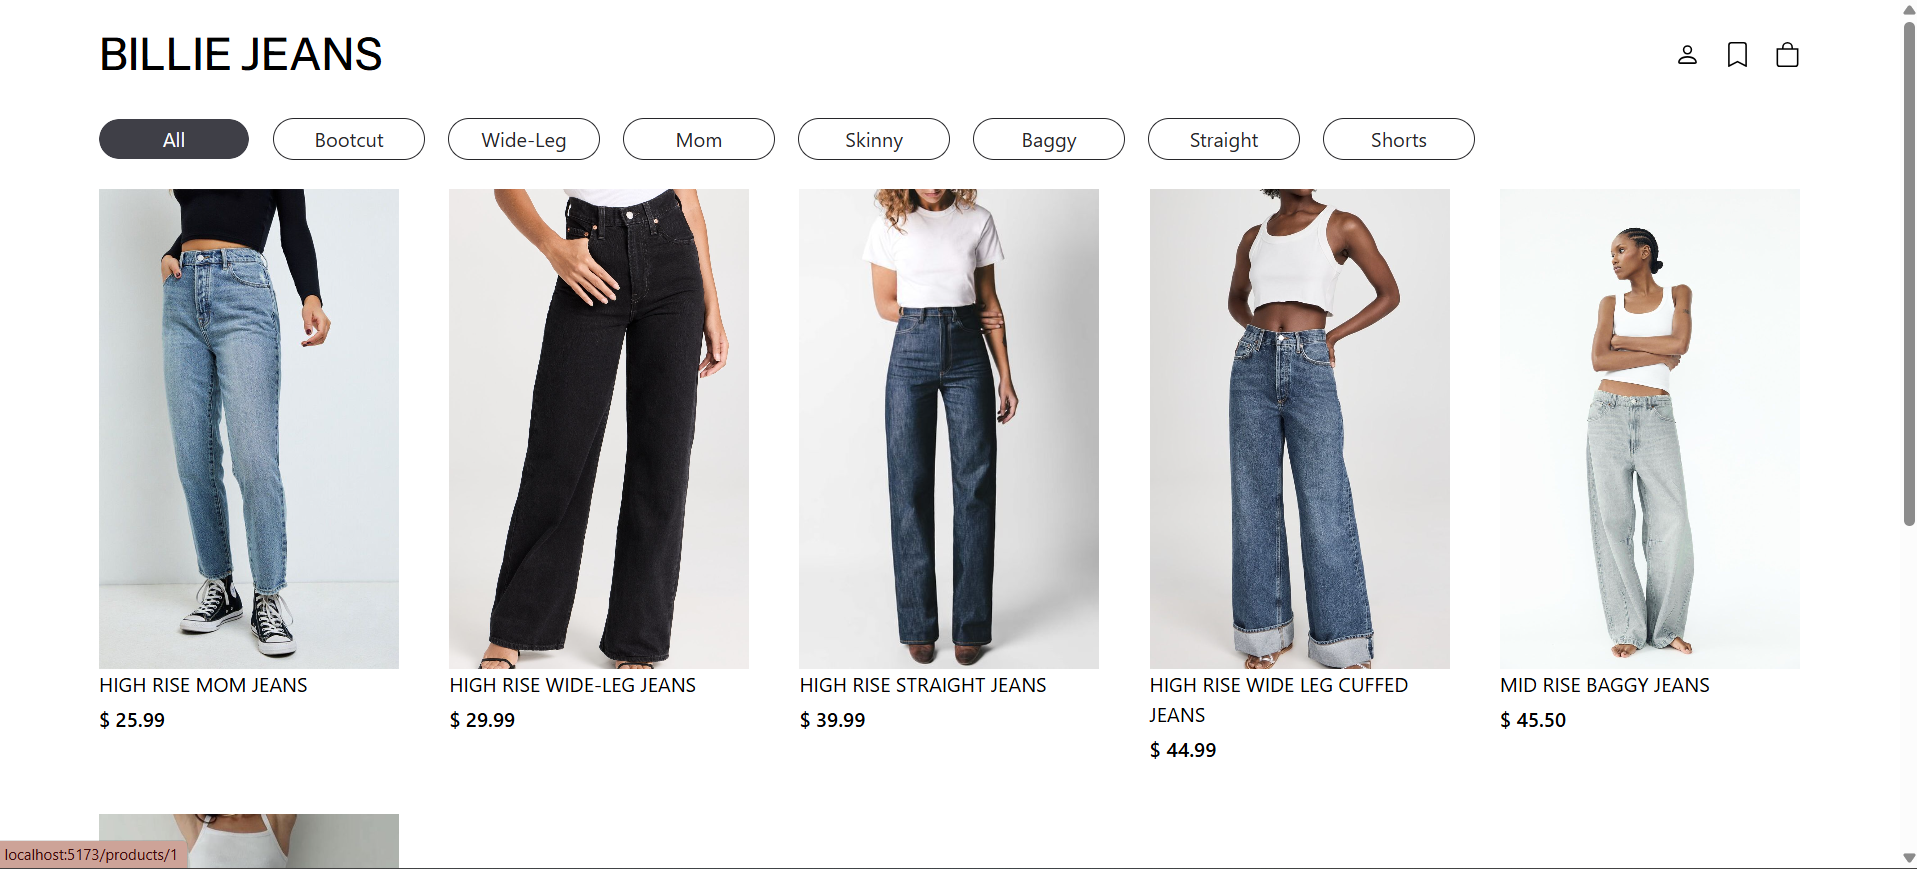 BILLIE JEANS
All
Bootcut
Wide-Leg
Mom
Skinny
Baggy
Straight
Shorts
HIGH RISE MOM JEANS
$ 25.99
HIGH RISE WIDE-LEG JEANS
$ 29.99
HIGH RISE STRAIGHT JEANS
$ 39.99
HIGH RISE WIDE LEG CUFFED
JEANS
$ 44.99
MID RISE BAGGY JEANS
$ 45.50
localhost:5173/products/1